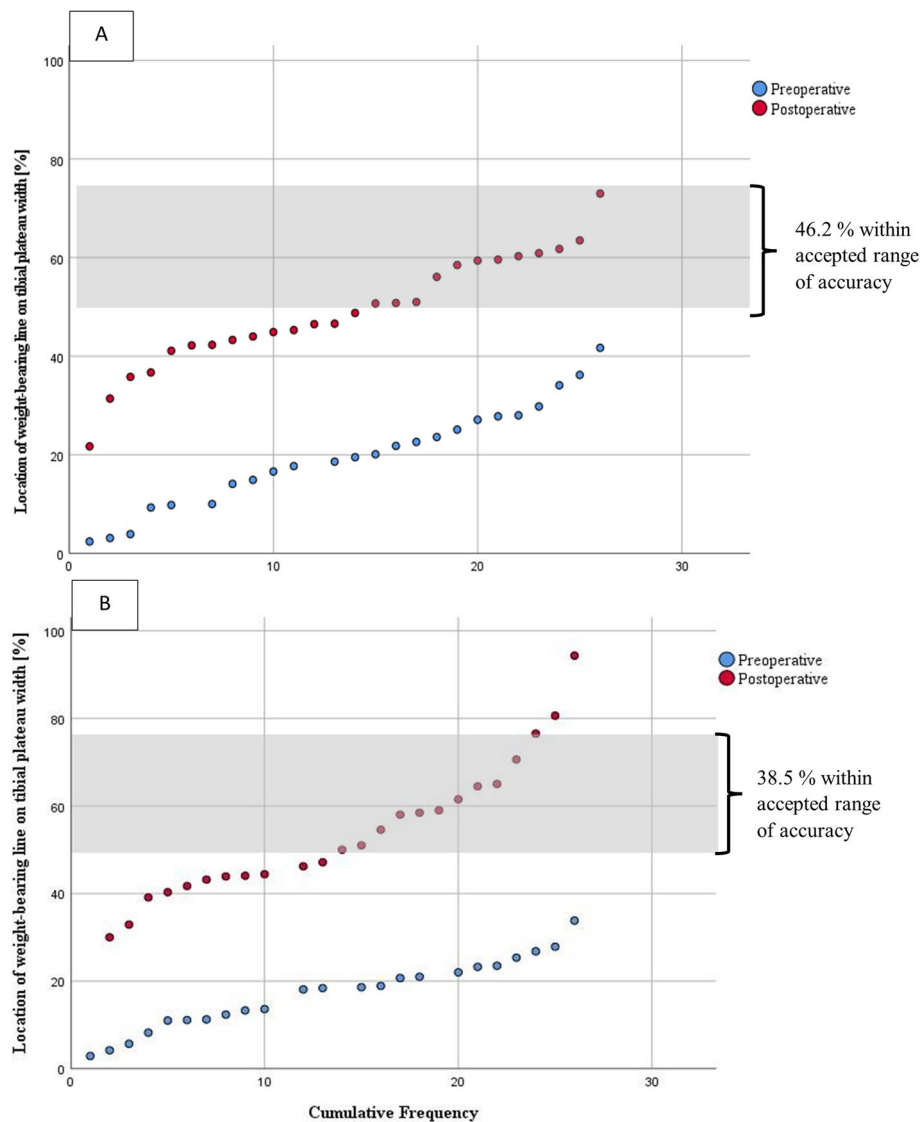 A
Location of weight-bearing line on tibial plateau width [%]
100
80
60
40
20
0
0
10
20
30
Preoperative
Postoperative
46.2 % within
accepted range
of accuracy
B
Location of weight-bearing line on tibial plateau width [%]
100
80
60
40
20
0
0
10
20
30
Preoperative
Postoperative
38.5 % within
accepted range
of accuracy
Cumulative Frequency